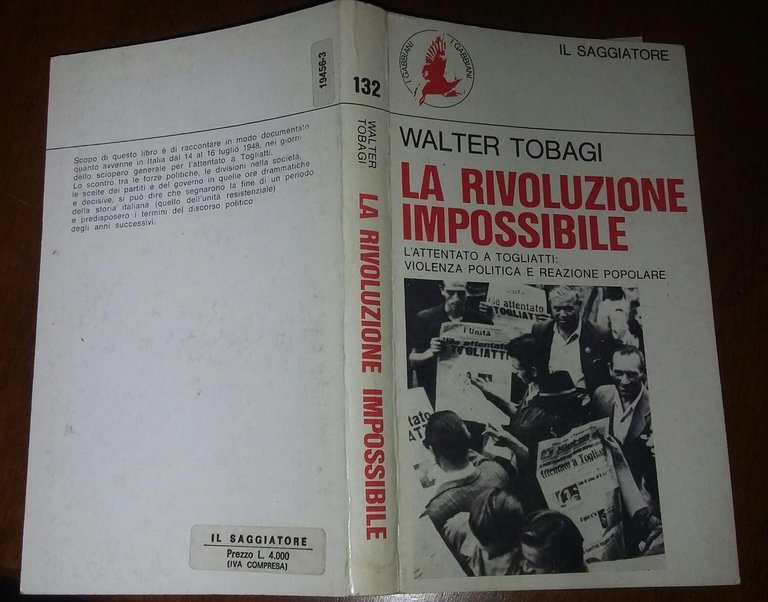 Scopo di questo libro è di raccontare in modo documentato
quanto avvenne in Italia dal 14 al 16 luglio 1948, nei giorni
dello sciopero generale per l'attentato a Togliatti.
Lo scontro tra le forze politiche, le divisioni nella società,
le scelte dei partiti e del governo in quelle ore drammatiche
e decisive, si può dire che segnarono la fine di un periodo
della storia italiana (quello dell'unità resistenziale)
e predisposero i termini del discorso politico
degli anni successivi.
19456-3
IL SAGGIATORE
Prezzo L. 4.000
(IVA COMPRESA)
132
WALTER
TOBAGI
LA RIVOLUZIONE IMPOSSIBILE
I GABBIANI
I GABBIANI
IL SAGGIATORE
WALTER TOBAGI
LA RIVOLUZIONE
IMPOSSIBILE
L'ATTENTATO A TOGLIATTI:
VIOLENZA POLITICA E REAZIONE POPOLARE
attentato
TOGLIATTI
l'Unità
attentato
TOGLIATTI
a Togliatti